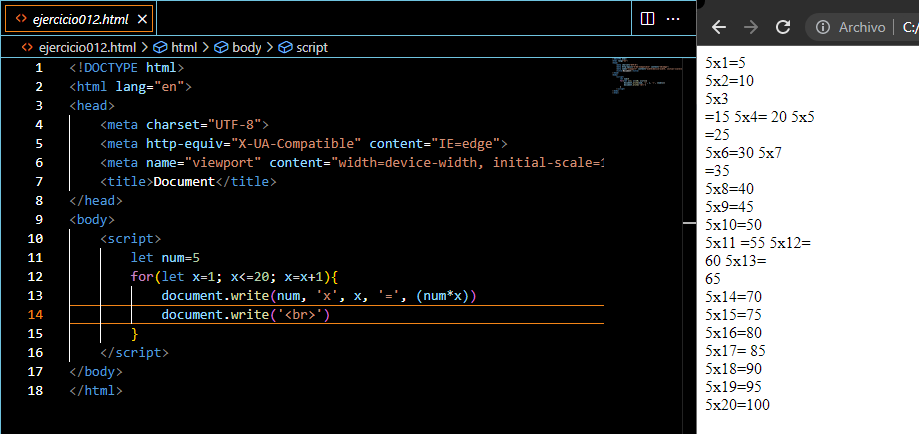 ejercicio012.html
ejercicio012.html > html > body > script
1 <!DOCTYPE html>
2 <html lang="en">
3 <head>
4 <meta charset="UTF-8">
5 <meta http-equiv="X-UA-Compatible" content="IE=edge">
6 <meta name="viewport" content="width=device-width, initial-scale=1
7 <title>Document</title>
8 </head>
9 <body>
10 <script>
11 let num=5
12 for(let x=1; x<=20; x=x+1){
13 document.write(num, 'x', x, '=', (num*x))
14 document.write('<br>')
15 }
16 </script>
17 </body>
18 </html>
Archivo | C:/
5x1=5
5x2=10
5x3
=15 5x4= 20 5x5
=25
5x6=30 5x7
=35
5x8=40
5x9=45
5x10=50
5x11 =55 5x12=
60 5x13=
65
5x14=70
5x15=75
5x16=80
5x17= 85
5x18=90
5x19=95
5x20=100